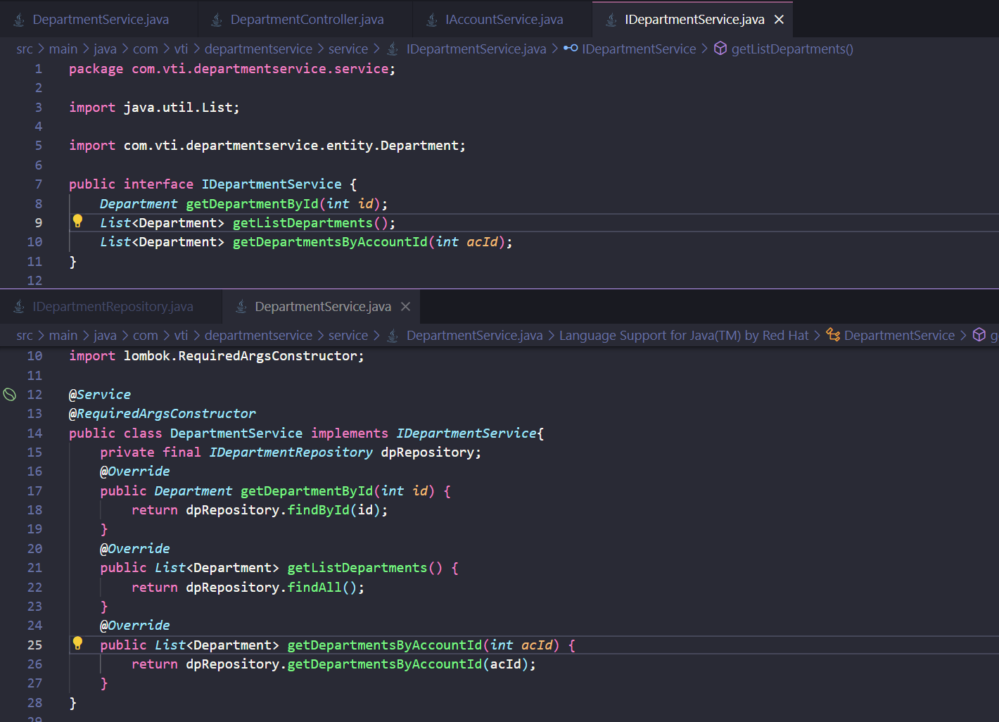 DepartmentService.java DepartmentController.java IAccountService.java IDepartmentService.java
src > main > java > com > vti > departmentservice > service > IDepartmentService.java > IDepartmentService > getListDepartments()
1 package com.vti.departmentservice.service;
2
3 import java.util.List;
4
5 import com.vti.departmentservice.entity.Department;
6
7 public interface IDepartmentService {
8 Department getDepartmentById(int id);
9 List<Department> getListDepartments();
10 List<Department> getDepartmentsByAccountId(int acId);
11 }
12
IDepartmentRepository.java DepartmentService.java
src > main > java > com > vti > departmentservice > service > DepartmentService.java > Language Support for Java(TM) by Red Hat > DepartmentService > g
10 import lombok.RequiredArgsConstructor;
11
12 @Service
13 @RequiredArgsConstructor
14 public class DepartmentService implements IDepartmentService{
15 private final IDepartmentRepository dpRepository;
16 @Override
17 public Department getDepartmentById(int id) {
18 return dpRepository.findById(id);
19 }
20 @Override
21 public List<Department> getListDepartments() {
22 return dpRepository.findAll();
23 }
24 @Override
25 public List<Department> getDepartmentsByAccountId(int acId) {
26 return dpRepository.getDepartmentsByAccountId(acId);
27 }
28 }
29